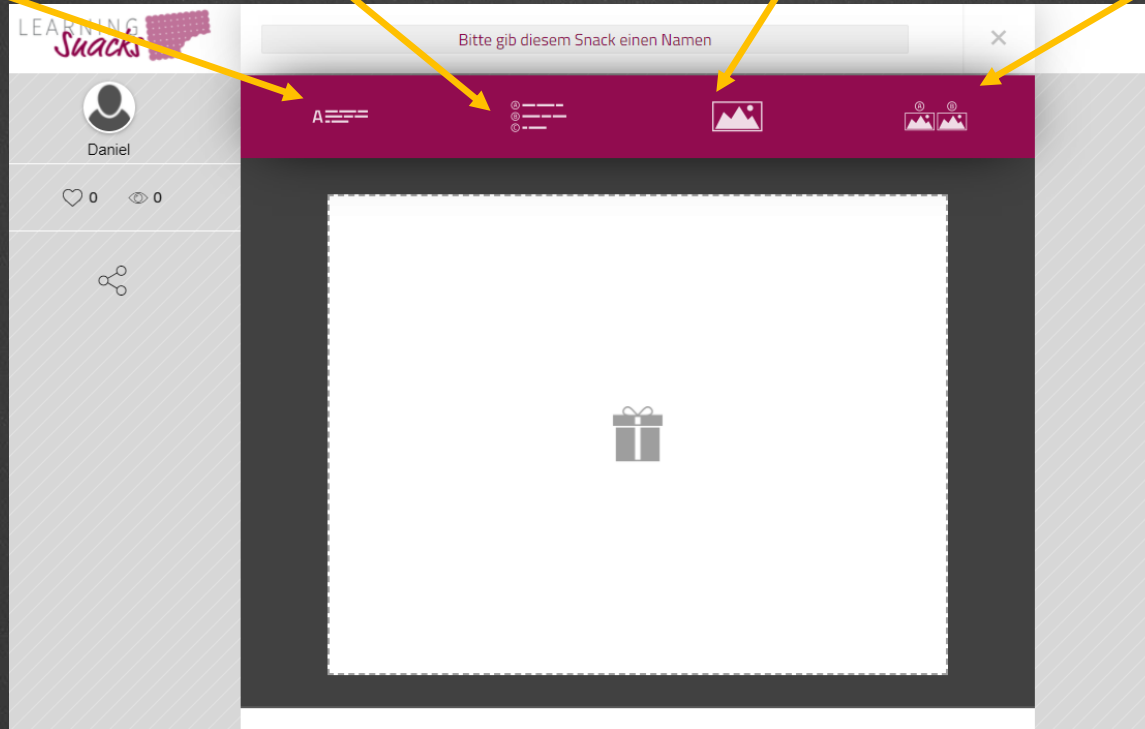 LEARNING
Snacks
Bitte gib diesem Snack einen Namen
A
A
B
C
A B
Daniel
0 0